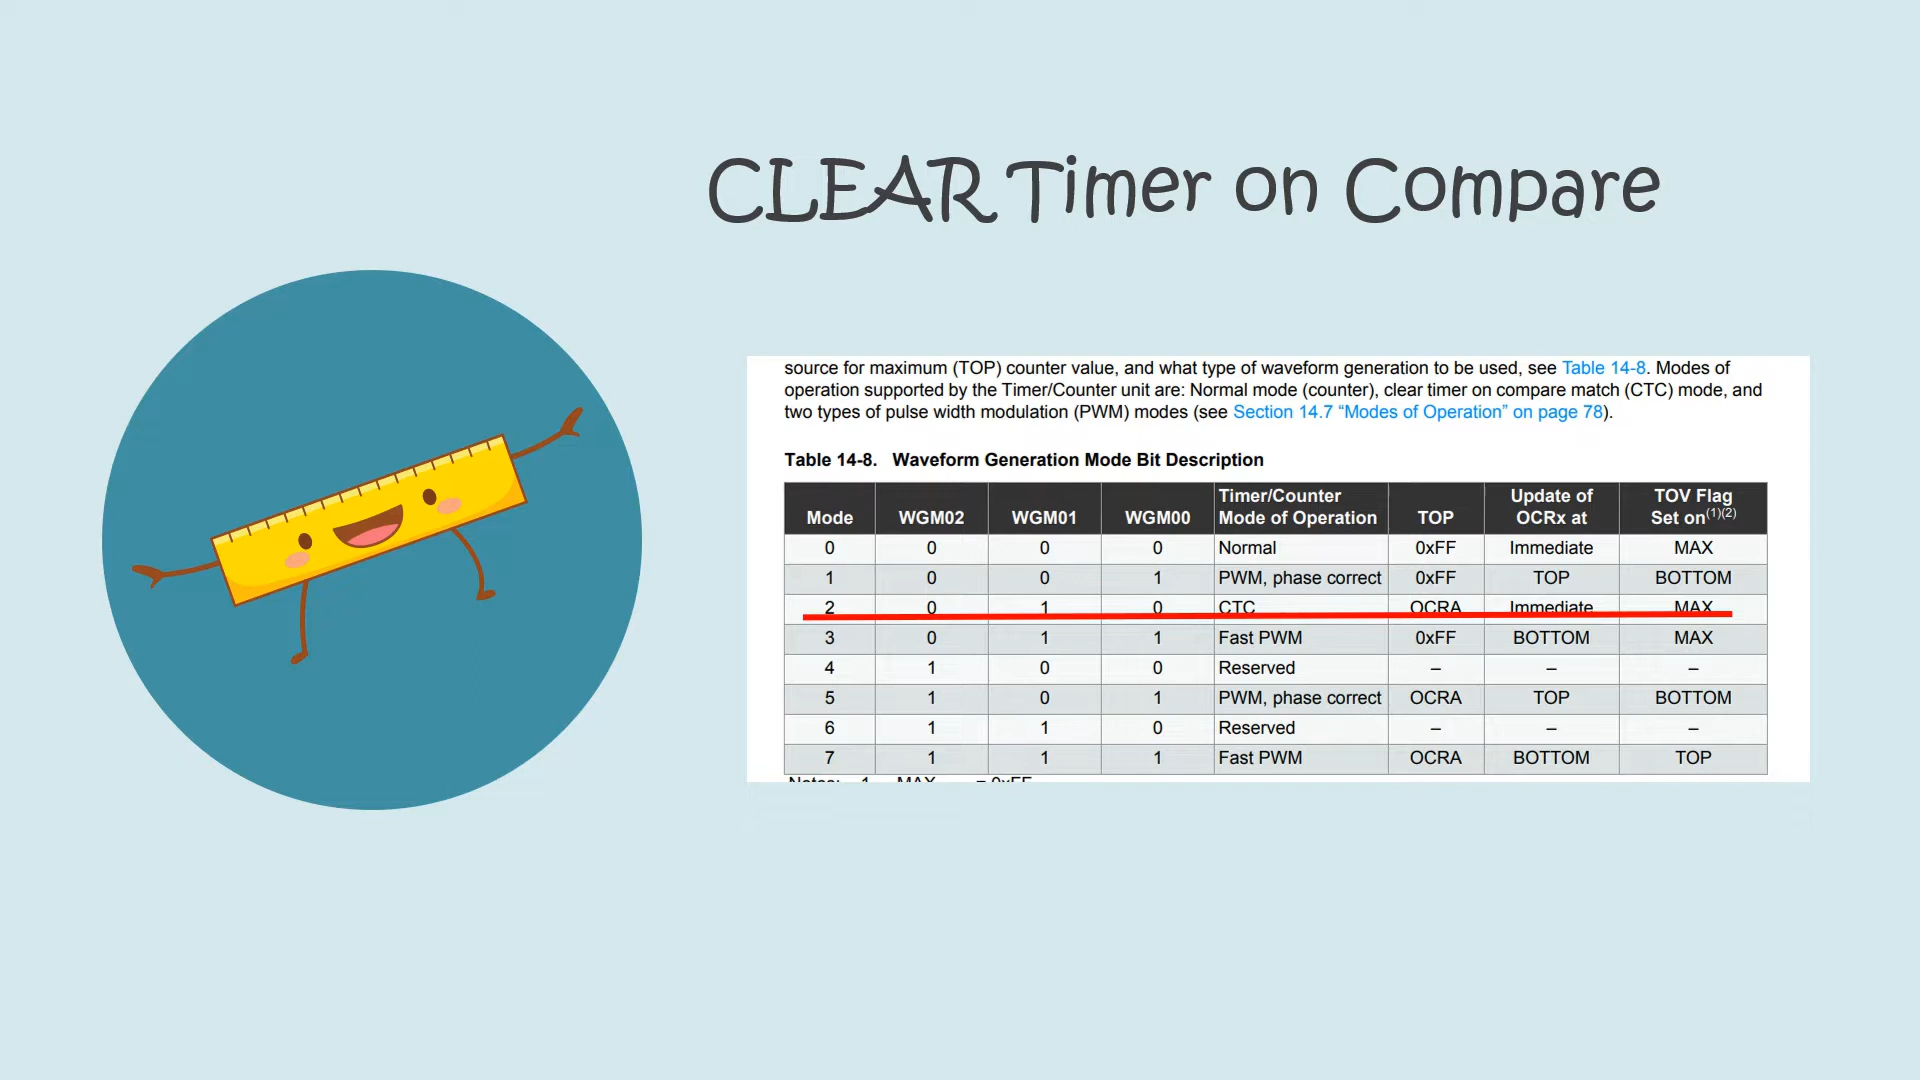 CLEAR Timer on Compare
source for maximum (TOP) counter value, and what type of waveform generation to be used, see Table 14-8. Modes of
operation supported by the Timer/Counter unit are: Normal mode (counter), clear timer on compare match (CTC) mode, and
two types of pulse width modulation (PWM) modes (see Section 14.7 “Modes of Operation” on page 78).
Table 14-8. Waveform Generation Mode Bit Description
Mode WGM02 WGM01 WGM00 Timer/Counter Mode of Operation TOP Update of OCRx at TOV Flag Set on(1)(2)
0 0 0 0 Normal 0xFF Immediate MAX
1 0 0 1 PWM, phase correct 0xFF TOP BOTTOM
2 0 1 0 CTC OCRA Immediate MAX
3 0 1 1 Fast PWM 0xFF BOTTOM MAX
4 1 0 0 Reserved – – –
5 1 0 1 PWM, phase correct OCRA TOP BOTTOM
6 1 1 0 Reserved – – –
7 1 1 1 Fast PWM OCRA BOTTOM TOP
Notes: 1. MAX = 0xFF